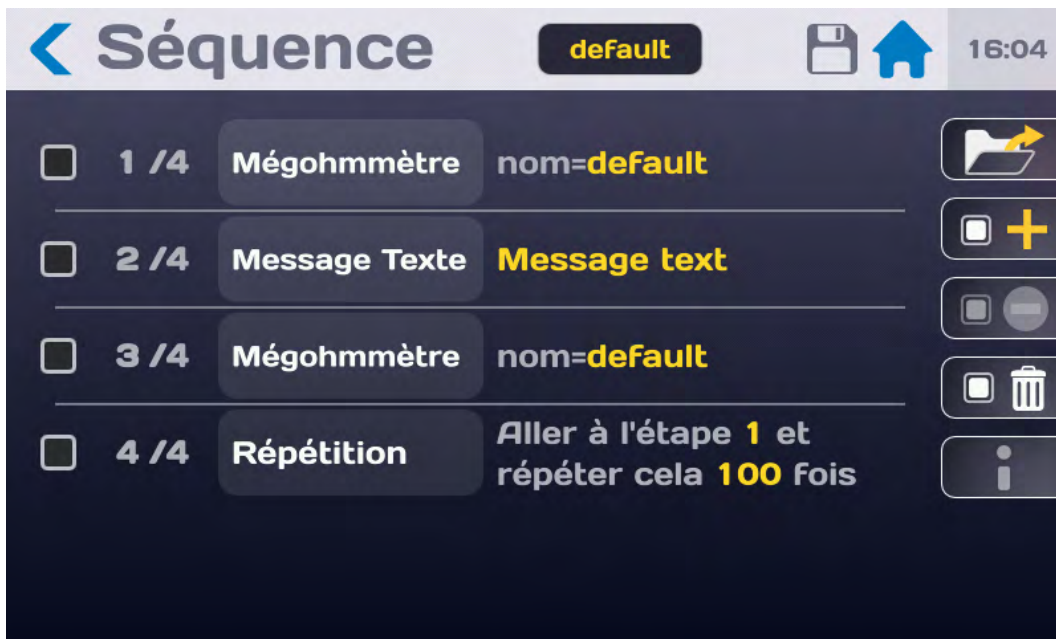 Séquence default 16:04
1 /4 Mégohmmètre nom=default
2 /4 Message Texte Message text
3 /4 Mégohmmètre nom=default
4 /4 Répétition Aller à l'étape 1 et
répéter cela 100 fois